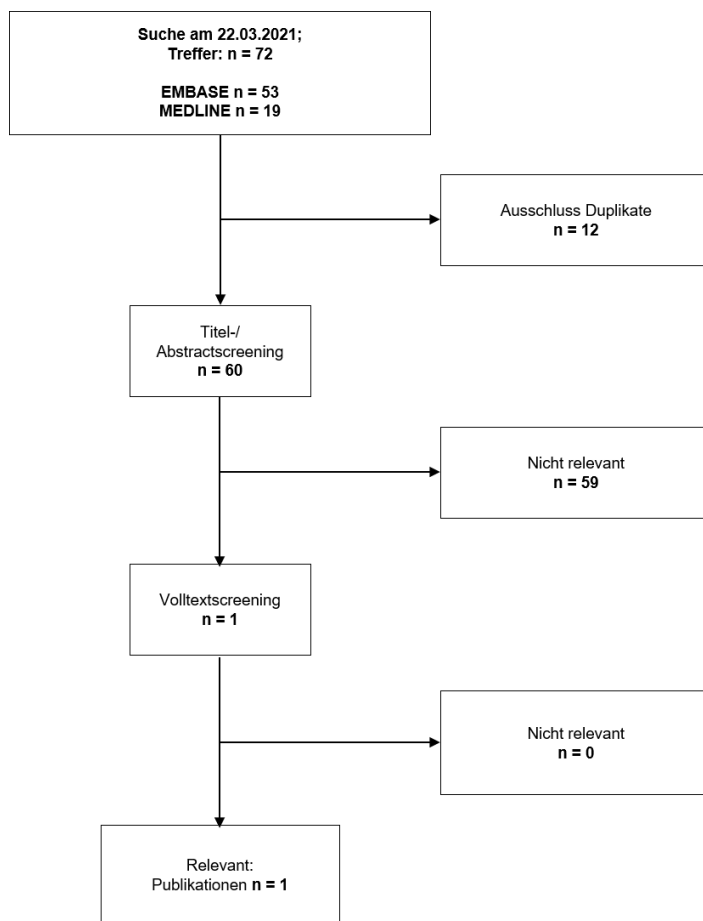 Suche am 22.03.2021;
Treffer: n = 72
EMBASE n = 53
MEDLINE n = 19
Ausschluss Duplikate
n = 12
Titel-/
Abstractscreening
n = 60
Nicht relevant
n = 59
Volltextscreening
n = 1
Nicht relevant
n = 0
Relevant:
Publikationen n = 1